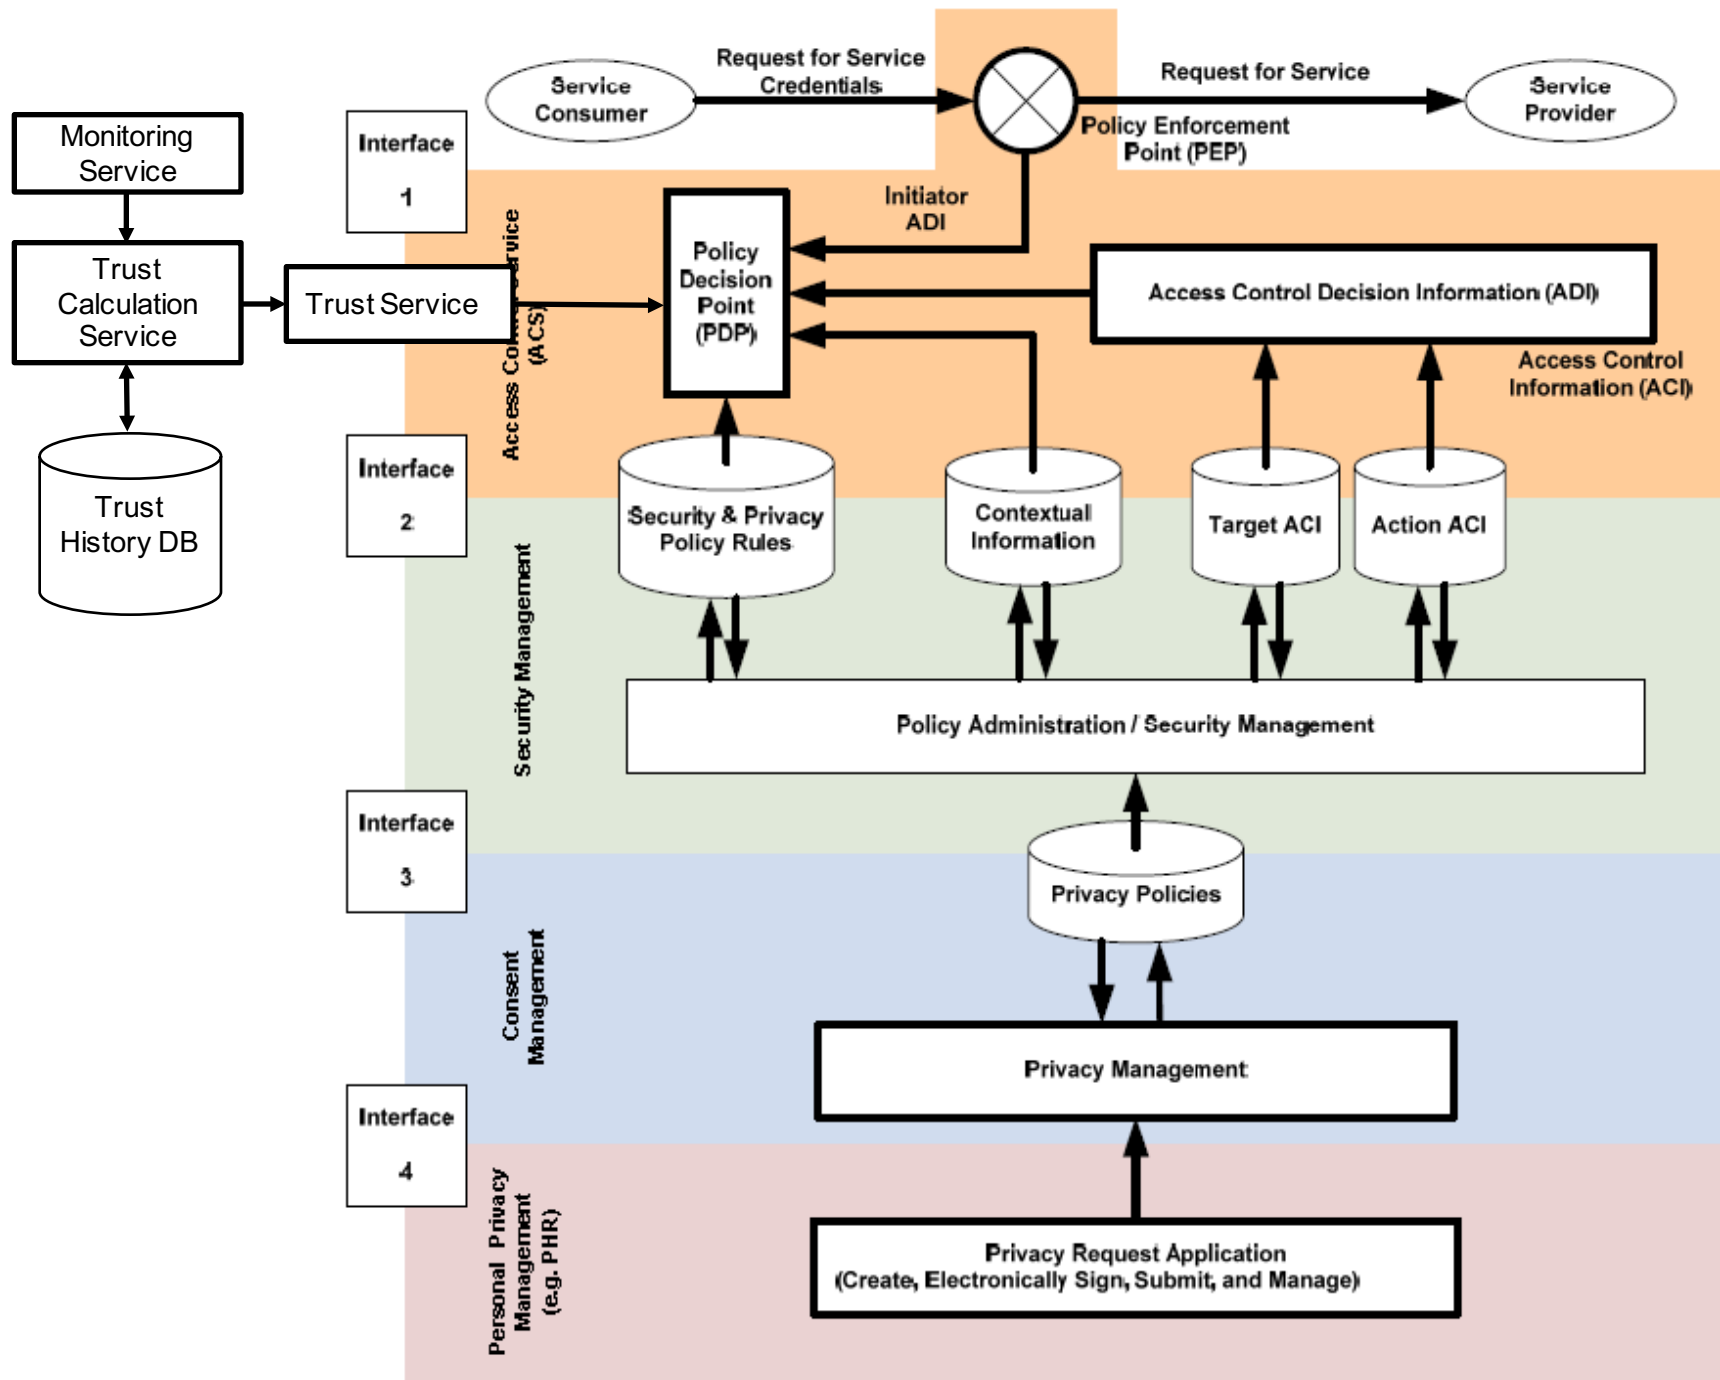 Request for Service
Credentials
Service
Consumer
Request for Service
Service
Provider
Policy Enforcement
Point (PEP)
Monitoring
Service
Interface
1
Initiator
ADI
Policy
Decision
Point
(PDP)
Trust
Calculation
Service
Trust Service
Access Control Decision Information (ADI)
Access Control
Information (ACI)
(ACS)
Trust
History DB
Interface
2
Security & Privacy
Policy Rules
Contextual
Information
Target ACI
Action ACI
Security Management
Policy Administration / Security Management
Interface
3
Privacy Policies
Consent
Management
Privacy Management
Interface
4
Personal Privacy
Management
(e.g. PHR)
Privacy Request Application
(Create, Electronically Sign, Submit, and Manage)